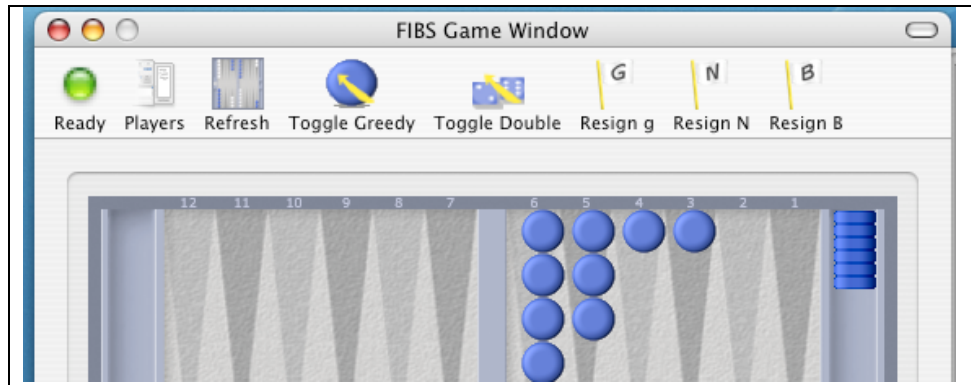 FIBS Game Window
G N B
Ready Players Refresh Toggle Greedy Toggle Double Resign g Resign N Resign B
12 11 10 9 8 7 6 5 4 3 2 1